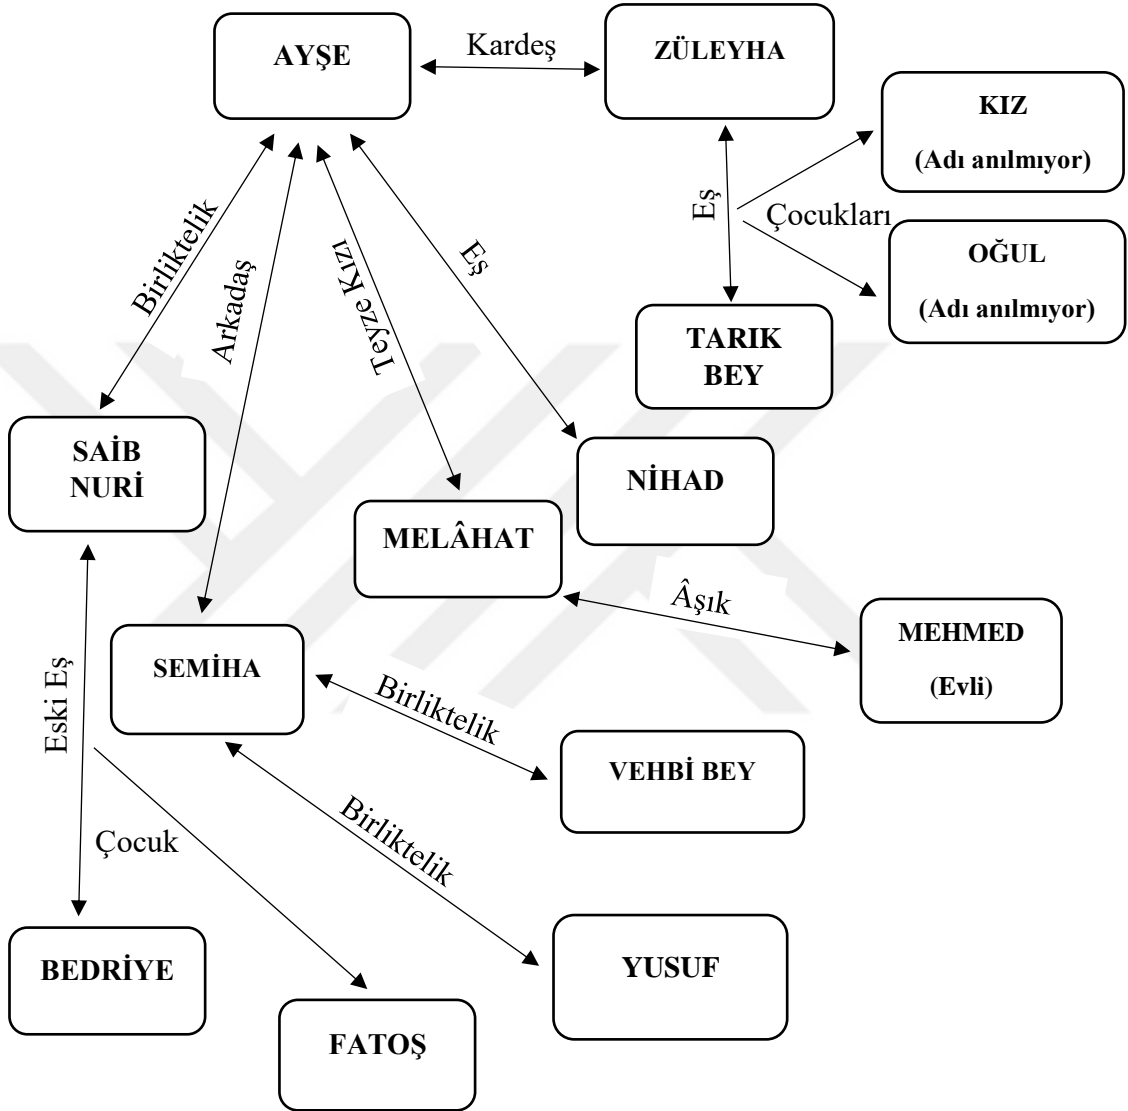 AYŞE
Kardeş
ZÜLEYHA
KIZ
(Adı anılmıyor)
Eş
Çocukları
OĞUL
(Adı anılmıyor)
Birliktelik
Arkadaş
Teyze Kızı
Eş
TARIK
BEY
SAİB
NURİ
NİHAD
MELÂHAT
Âşık
MEHMED
(Evli)
SEMİHA
Birliktelik
Eski Eş
VEHBİ BEY
Birliktelik
Çocuk
BEDRİYE
YUSUF
FATOŞ